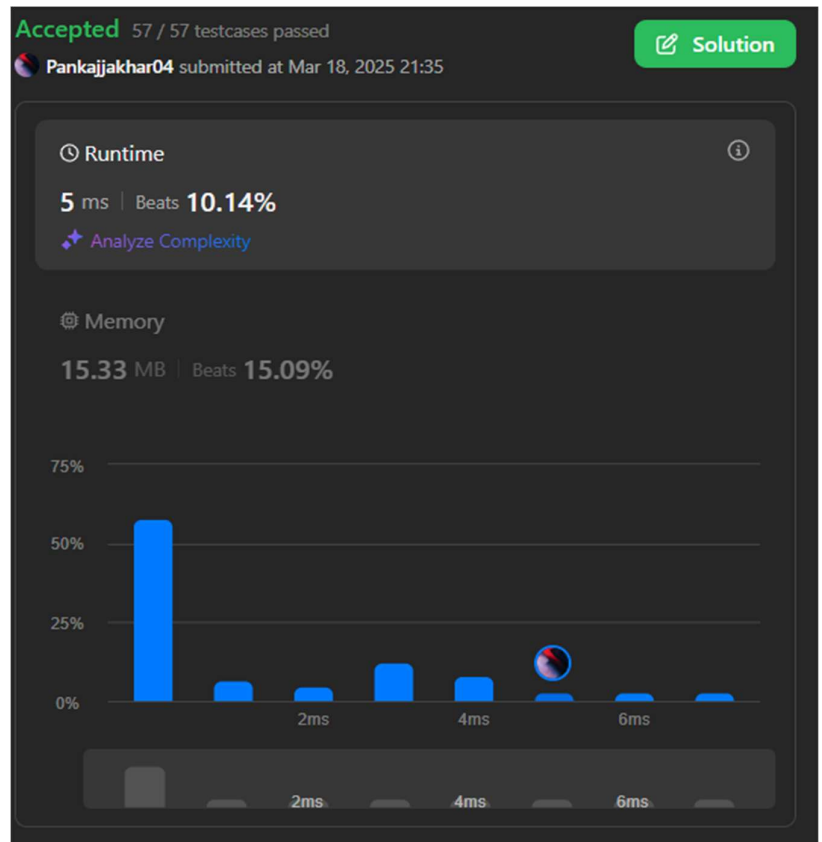 Accepted 57 / 57 testcases passed
Solution
Pankajjakhar04 submitted at Mar 18, 2025 21:35
Runtime
5 ms | Beats 10.14%
Analyze Complexity
Memory
15.33 MB | Beats 15.09%
75%
50%
25%
0%
2ms 4ms 6ms
2ms 4ms 6ms